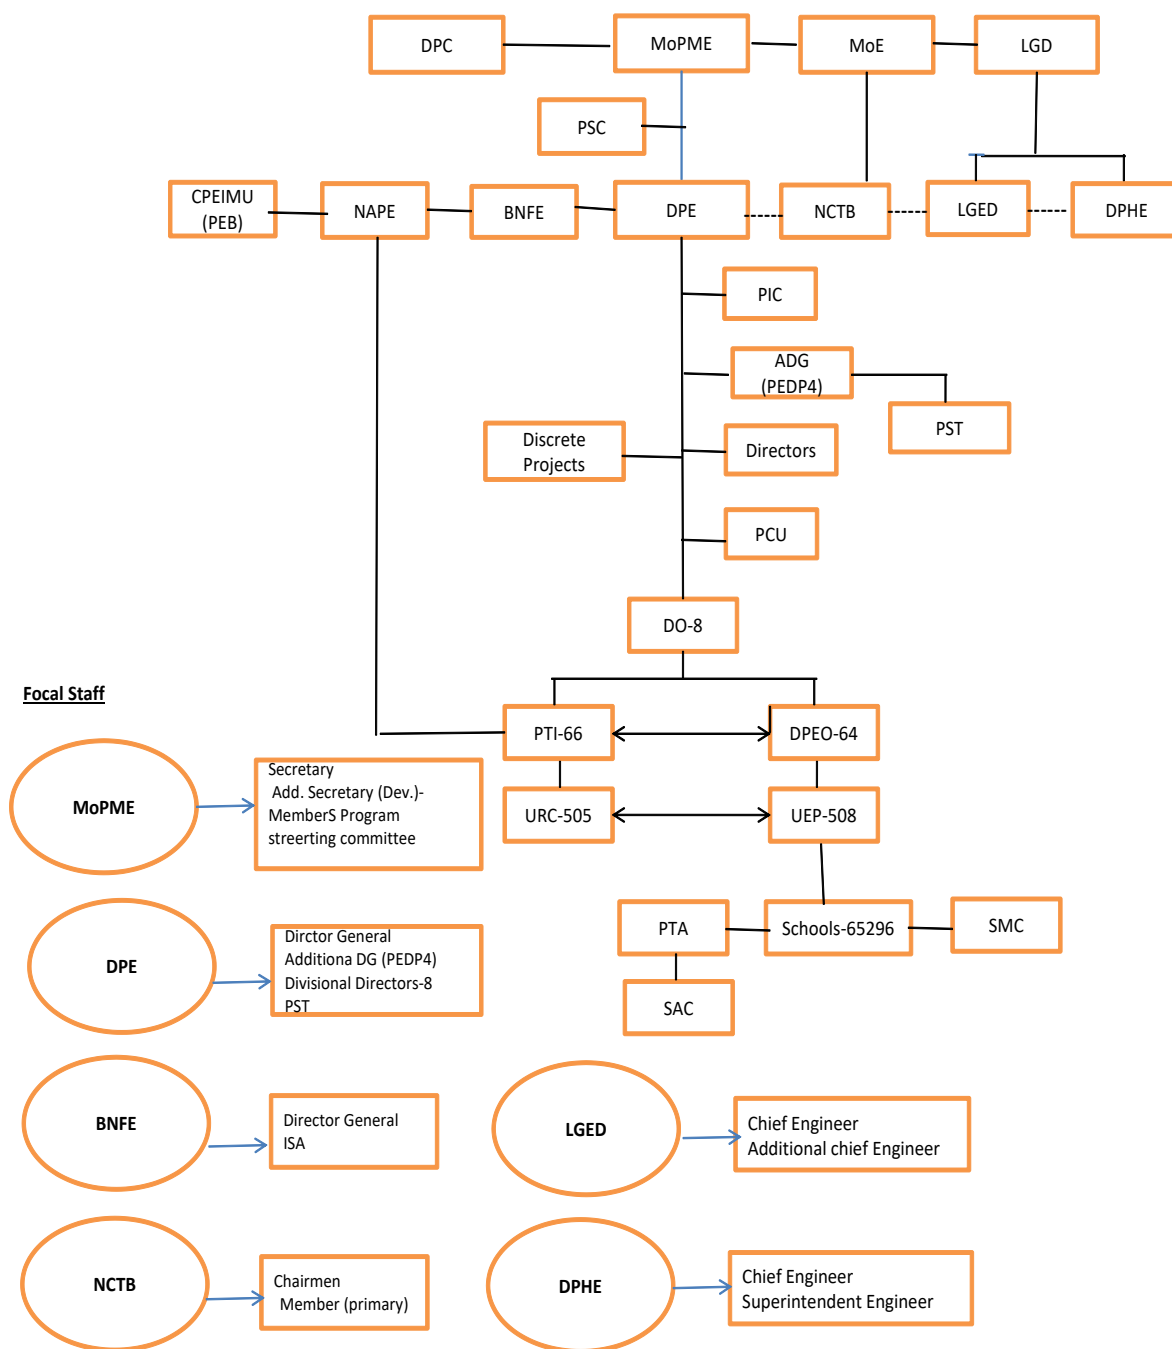 DPC
MoPME
MoE
LGD
PSC
CPEIMU
(PEB)
NAPE
BNFE
DPE
NCTB
LGED
DPHE
PIC
ADG
(PEDP4)
PST
Discrete
Projects
Directors
PCU
DO-8
Focal Staff
PTI-66
DPEO-64
MoPME
Secretary
Add. Secretary (Dev.)-
MemberS Program
streerting committee
URC-505
UEP-508
PTA
Schools-65296
SMC
DPE
Dirctor General
Additiona DG (PEDP4)
Divisional Directors-8
PST
SAC
BNFE
Director General
ISA
LGED
Chief Engineer
Additional chief Engineer
NCTB
Chairmen
Member (primary)
DPHE
Chief Engineer
Superintendent Engineer